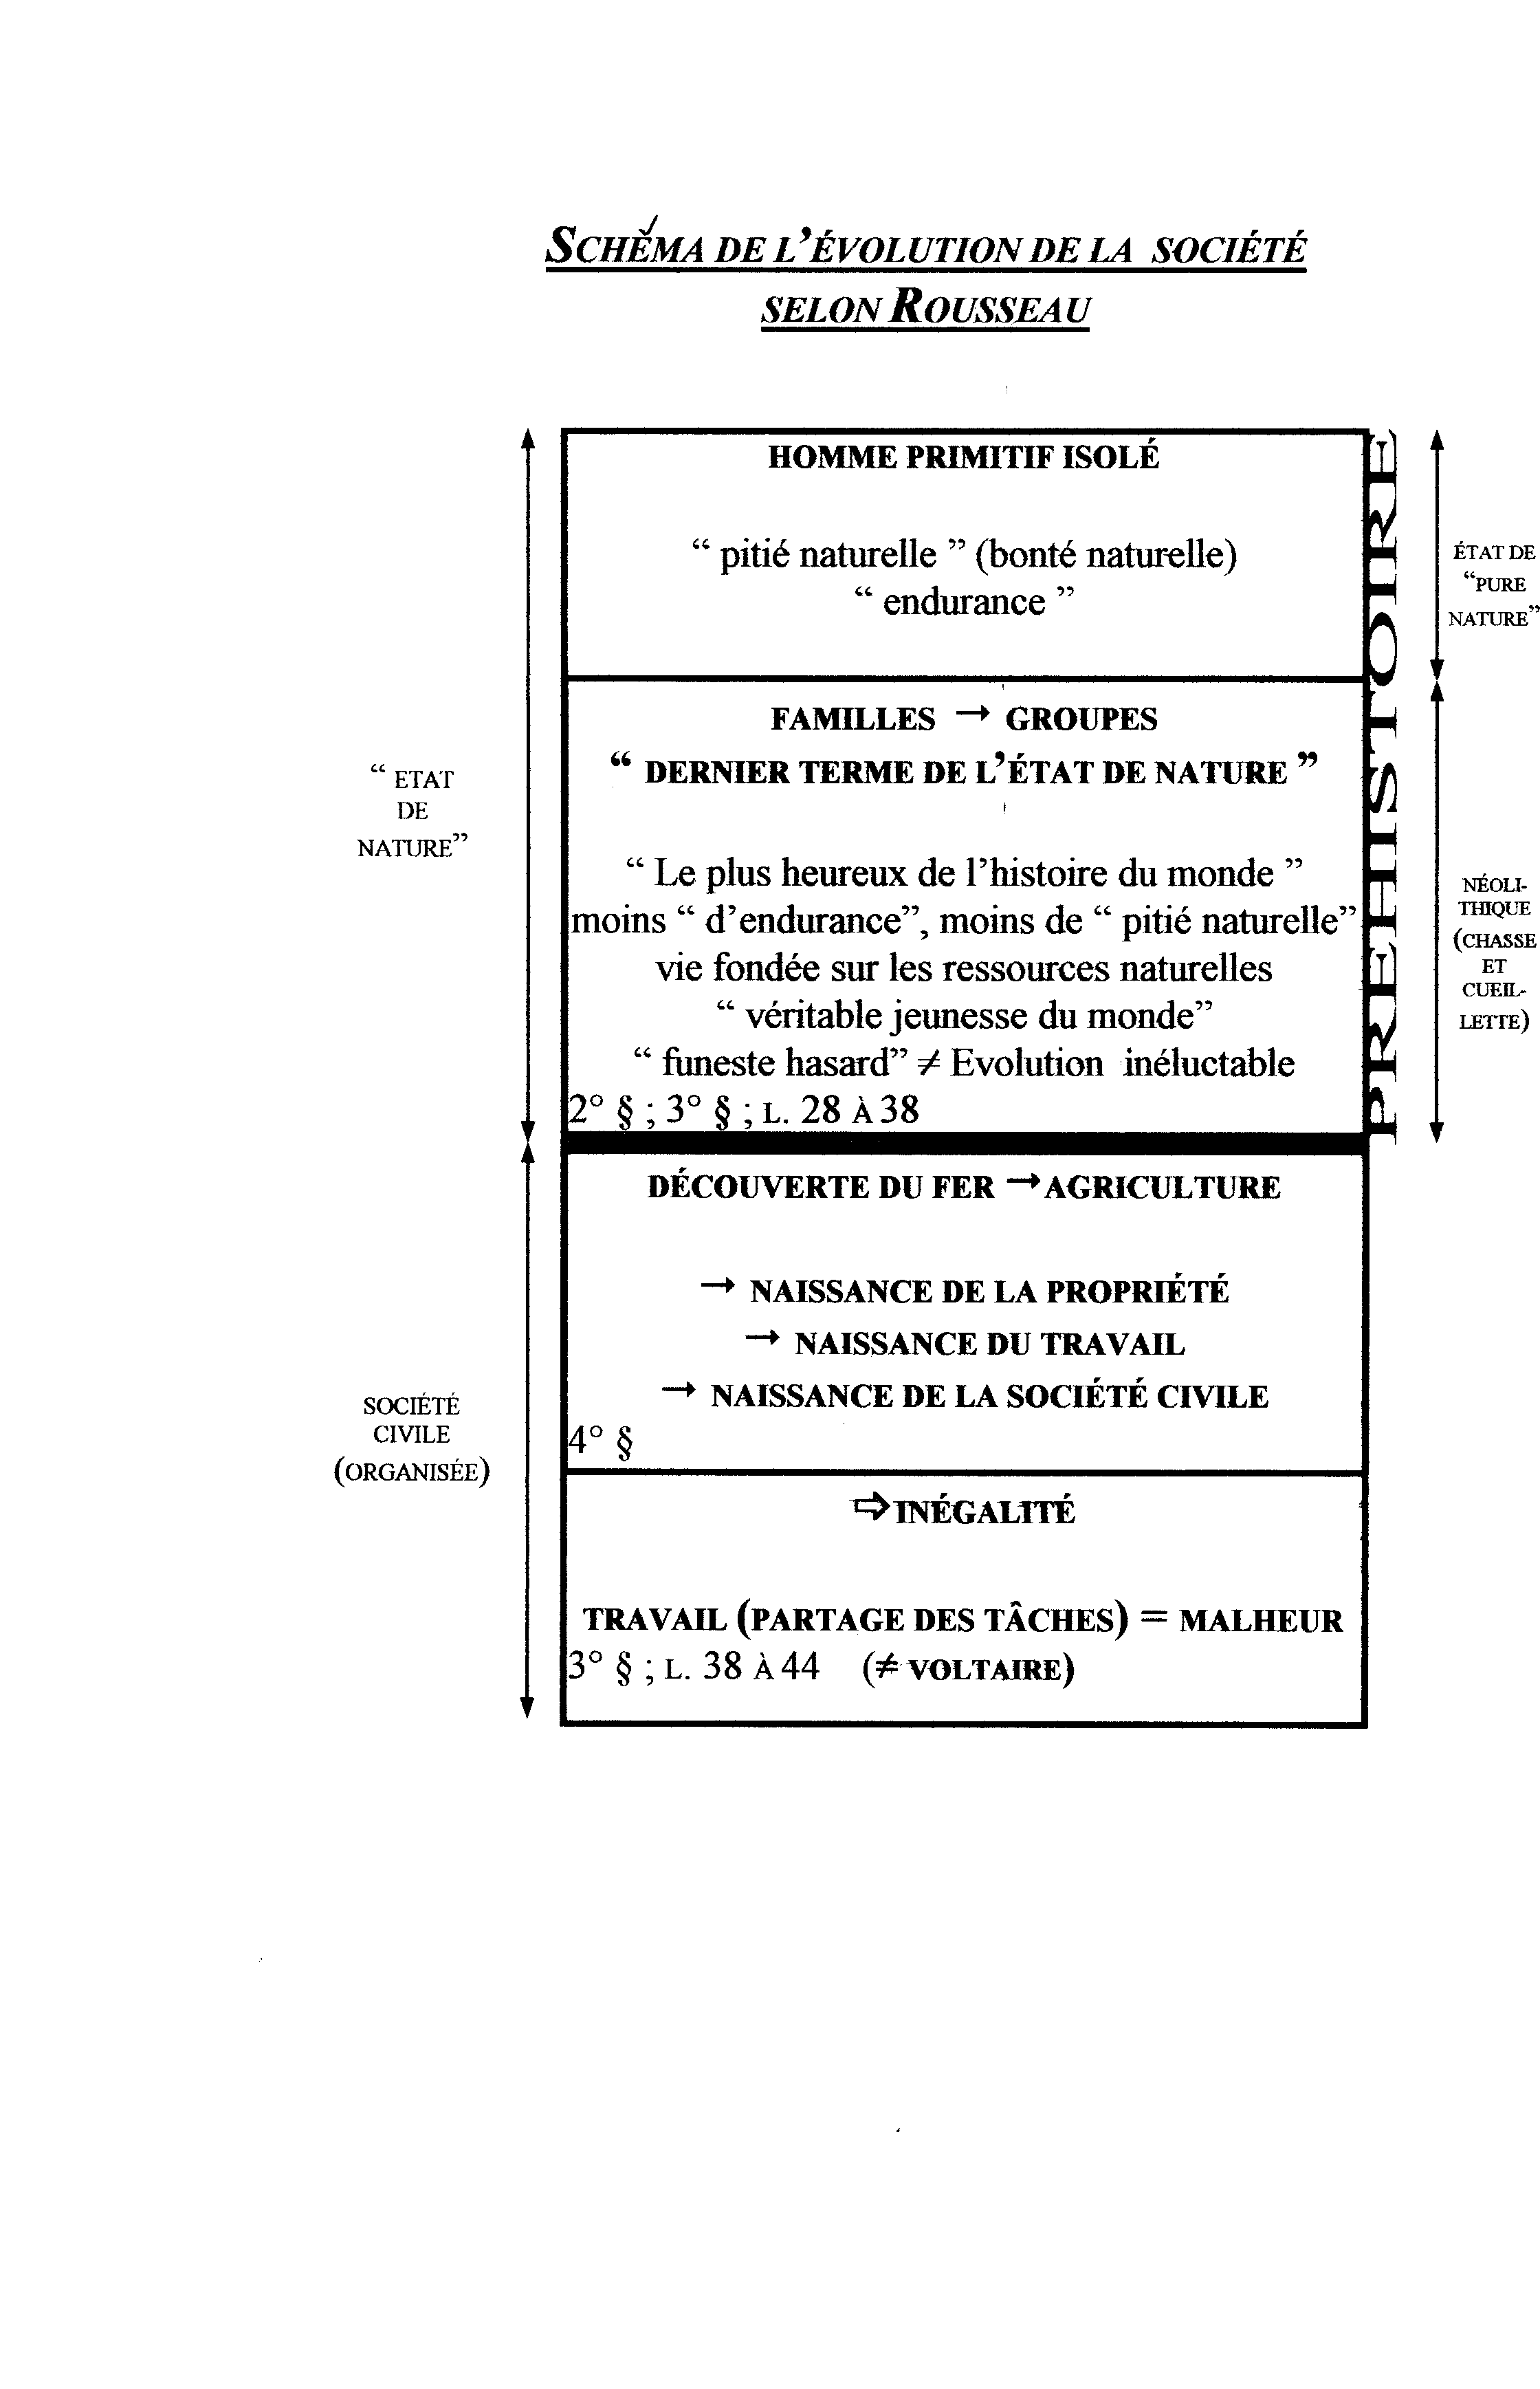 SCHÉMA DE L’ÉVOLUTION DE LA SOCIÉTÉ
SELON ROUSSEAU
HOMME PRIMITIF ISOLÉ
“ pitié naturelle ” (bonté naturelle)
“ endurance ”
FAMILLES → GROUPES
“ DERNIER TERME DE L’ÉTAT DE NATURE ”
“ Le plus heureux de l’histoire du monde ”
moins “ d’endurance”, moins de “ pitié naturelle”
vie fondée sur les ressources naturelles
“ véritable jeunesse du monde”
“ funeste hasard” ≠ Evolution inéluctable
2° § ; 3° § ; L. 28 À 38
DÉCOUVERTE DU FER → AGRICULTURE
→ NAISSANCE DE LA PROPRIÉTÉ
→ NAISSANCE DU TRAVAIL
→ NAISSANCE DE LA SOCIÉTÉ CIVILE
4° §
⇨ INÉGALITÉ
TRAVAIL (PARTAGE DES TÂCHES) = MALHEUR
3° § ; L. 38 À 44 (≠ VOLTAIRE)
“ ETAT
DE
NATURE”
SOCIÉTÉ
CIVILE
(ORGANISÉE)
PREHISTOIRE
ÉTAT DE
“PURE
NATURE”
NÉOLI-
THIQUE
(CHASSE
ET
CUEIL-
LETTE)